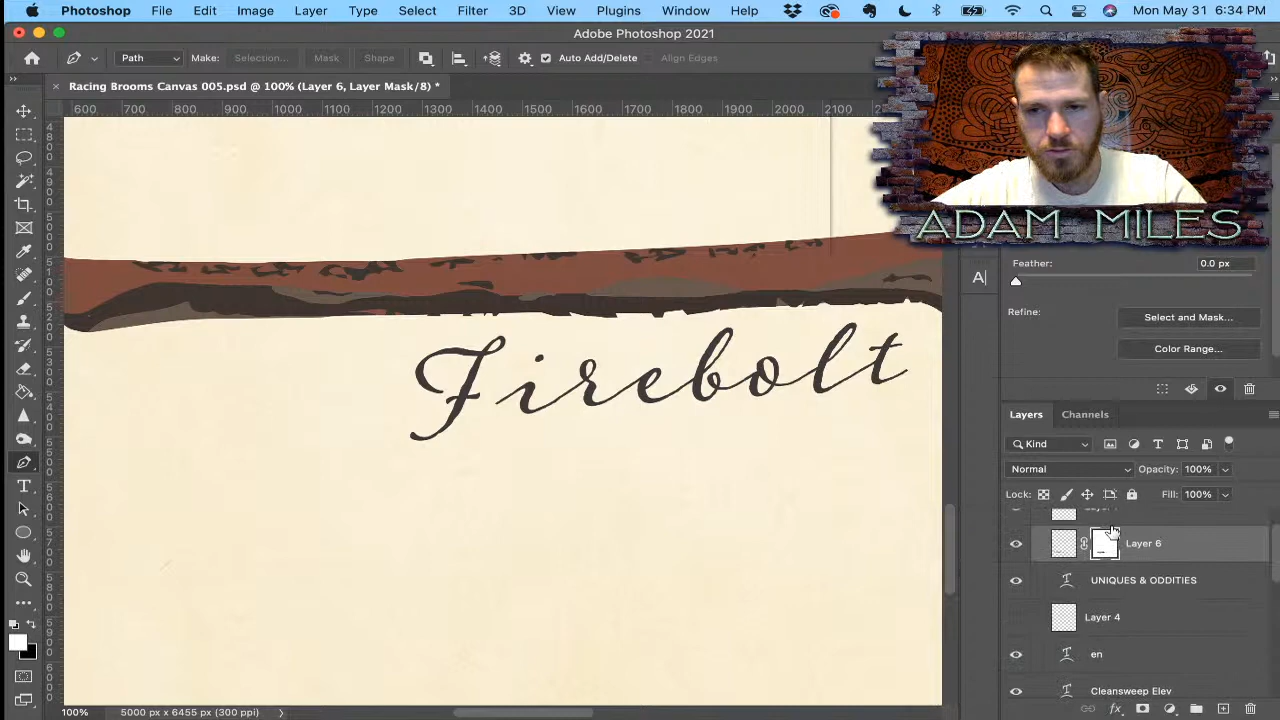 Photoshop File Edit Image Layer Type Select Filter 3D View Plugins Window Help Mon May 31 6:34 PM
Adobe Photoshop 2021
Path Make: Selection... Mask Shape Auto Add/Delete Align Edges
× Racing Brooms Canvas 005.psd @ 100% (Layer 6, Layer Mask/8) *
600 700 800 900 1000 1100 1200 1300 1400 1500 1600 1700 1800 1900 2000 2100
ADAM MILES
Feather: 0.0 px
Refine: Select and Mask...
Color Range...
Firebolt
Layers Channels
Kind
Normal Opacity: 100%
Lock: Fill: 100%
Layer 6
UNIQUES & ODDITIES
Layer 4
en
Cleansweep Elev
100% 5000 px x 6455 px (300 ppi)